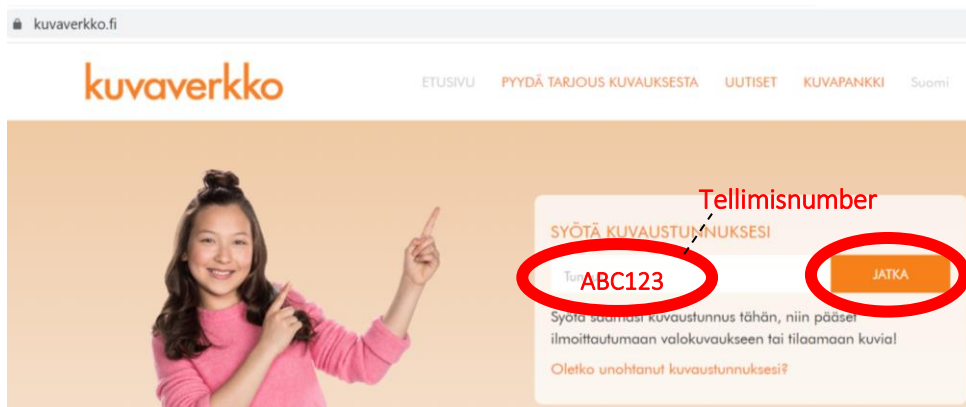 kuvaverkko.fi
kuvaverkko
ETUSIVU PYYDÄ TARJOUS KUVAUKSESTA UUTISET KUVAPANKKI Suomi
Tellimisnumber
SYÖTÄ KUVAUSTUNNUKSESI
ABC123
JATKA
Syötä saamasi kuvaustunnus tähän, niin pääset
ilmoittautumaan valokuvaukseen tai tilaamaan kuvia!
Oletko unohtanut kuvaustunnuksesi?